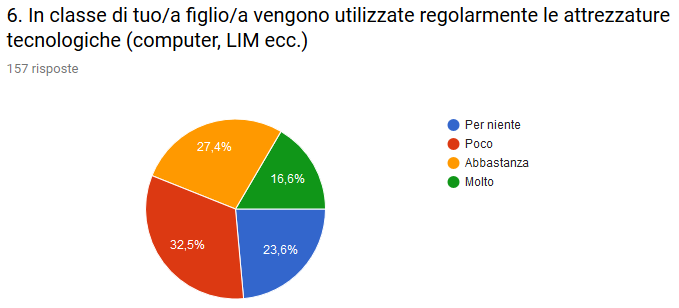 6. In classe di tuo/a figlio/a vengono utilizzate regolarmente le attrezzature
tecnologiche (computer, LIM ecc.)
157 risposte
Per niente
Poco
Abbastanza
Molto
27,4%
16,6%
32,5%
23,6%